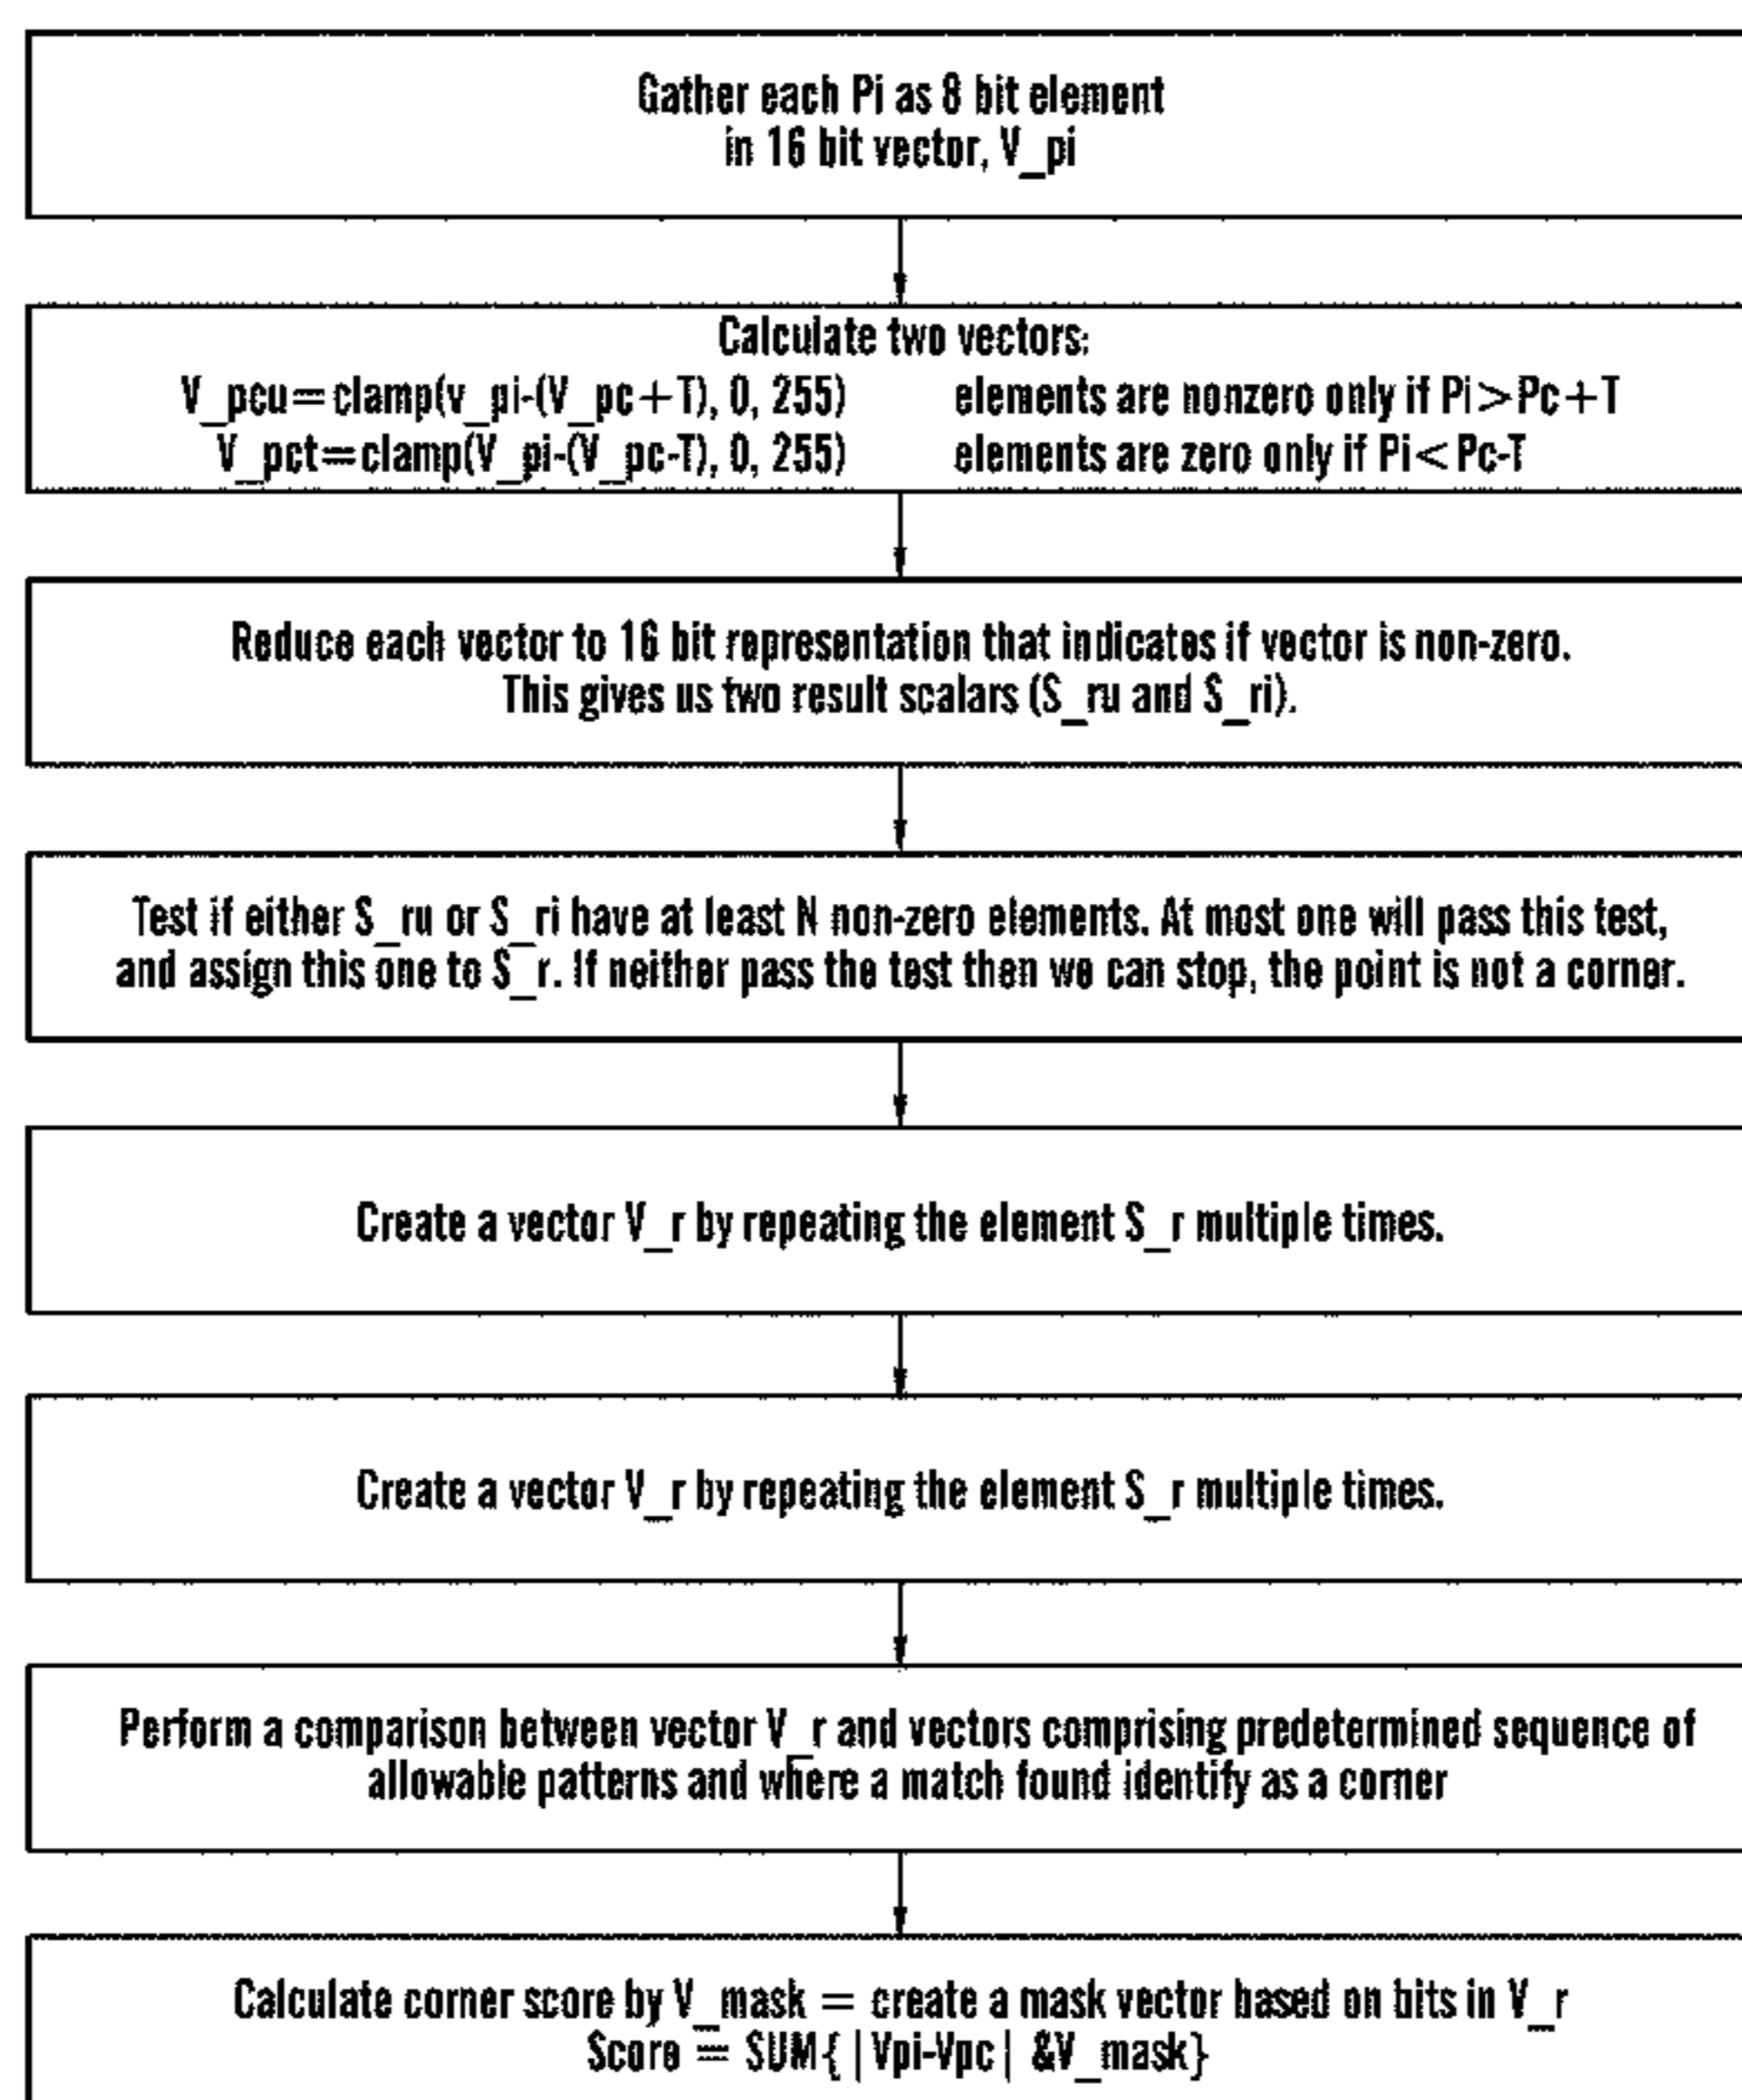 Gather each Pi as 8 bit element
in 16 bit vector, V_pi
Calculate two vectors:
V_pcu=clamp(v_pi-(V_pc+T), 0, 255) elements are nonzero only if Pi>Pc+T
V_pct=clamp(V_pi-(V_pc-T), 0, 255) elements are zero only if Pi<Pc-T
Reduce each vector to 16 bit representation that indicates if vector is non-zero.
This gives us two result scalars (S_ru and S_ri).
Test if either S_ru or S_ri have at least N non-zero elements. At most one will pass this test,
and assign this one to S_r. If neither pass the test then we can stop, the point is not a corner.
Create a vector V_r by repeating the element S_r multiple times.
Create a vector V_r by repeating the element S_r multiple times.
Perform a comparison between vector V_r and vectors comprising predetermined sequence of
allowable patterns and where a match found identify as a corner
Calculate corner score by V_mask = create a mask vector based on bits in V_r
Score = SUM{|Vpi-Vpc| &V_mask}